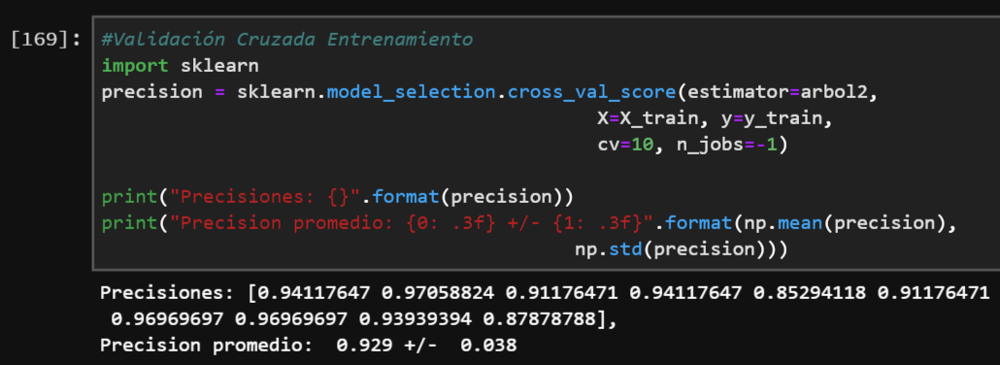 [169]: #Validación Cruzada Entrenamiento
import sklearn
precision = sklearn.model_selection.cross_val_score(estimator=arbol2,
X=X_train, y=y_train,
cv=10, n_jobs=-1)
print("Precisiones: {}".format(precision))
print("Precision promedio: {0: .3f} +/- {1: .3f}".format(np.mean(precision),
np.std(precision)))
Precisiones: [0.94117647 0.97058824 0.91176471 0.94117647 0.85294118 0.91176471
0.96969697 0.96969697 0.93939394 0.87878788],
Precision promedio:  0.929 +/-  0.038